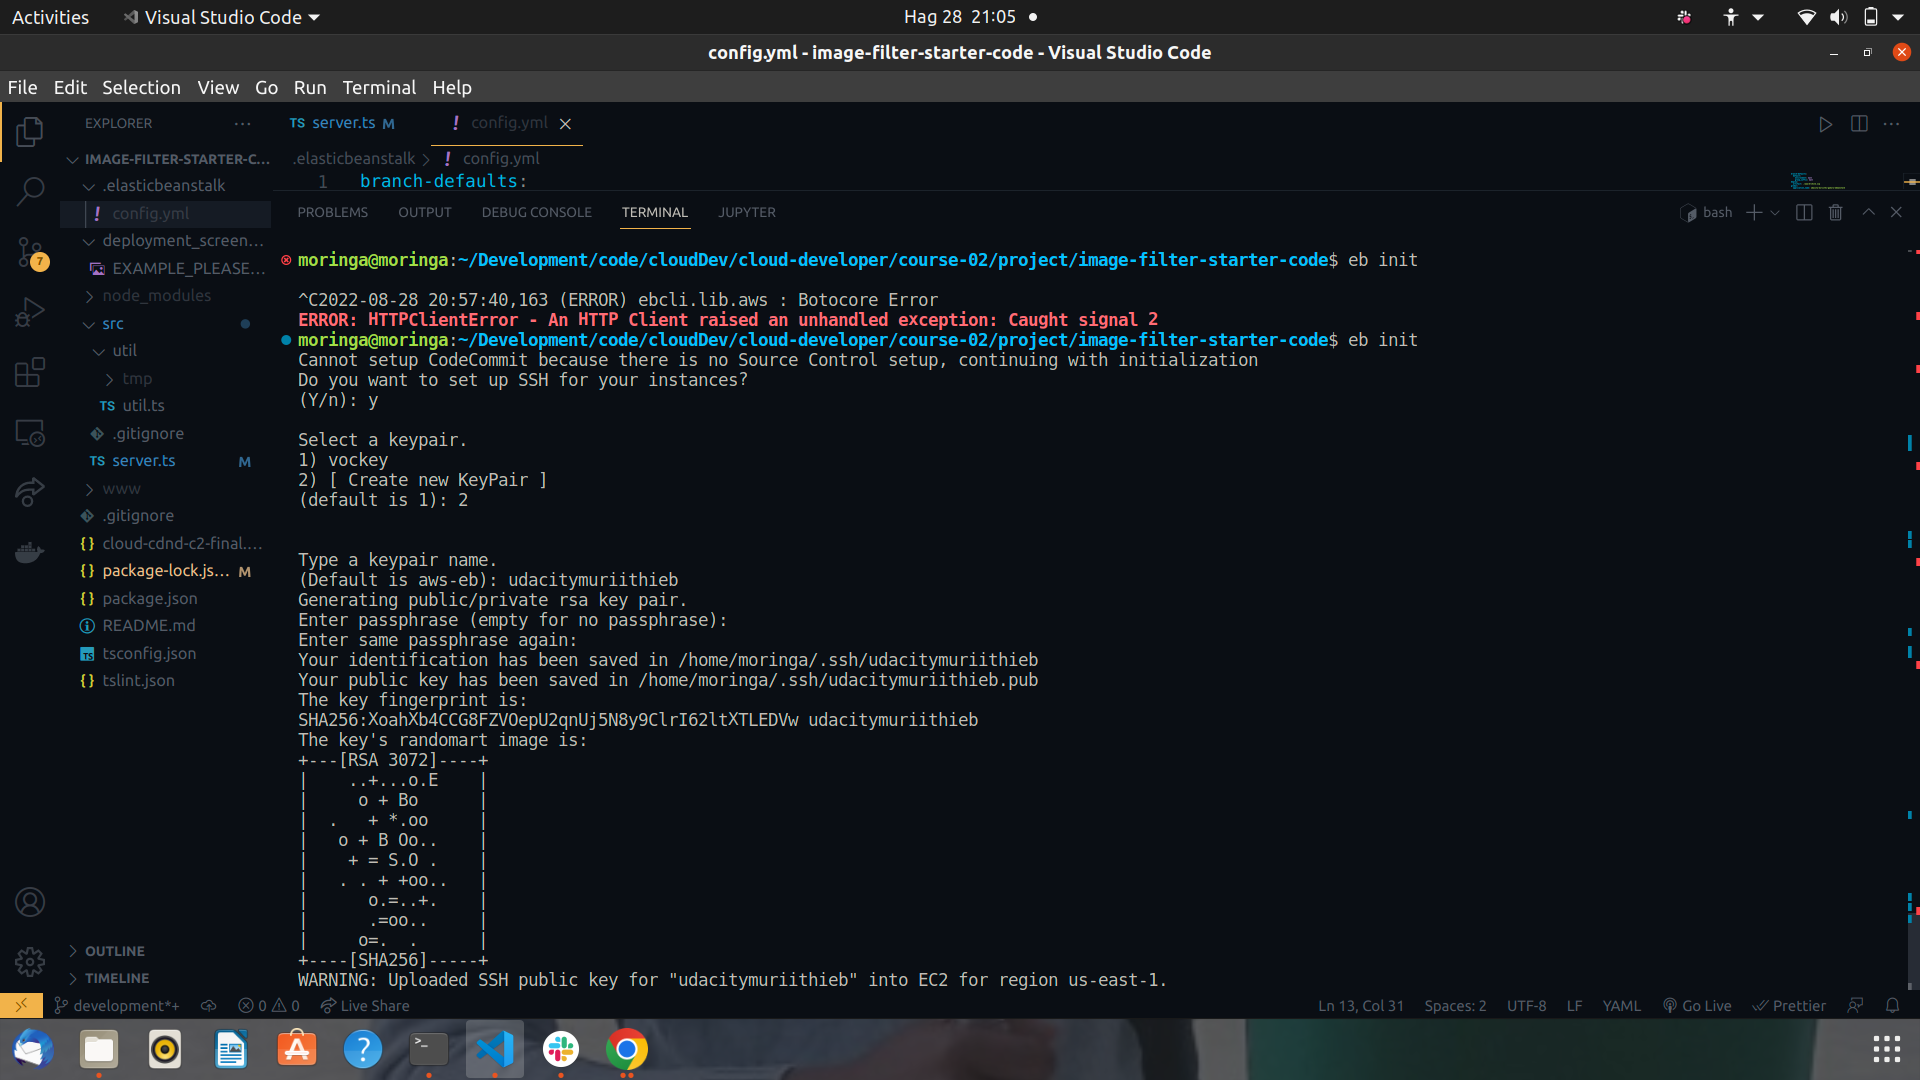 Activities
Visual Studio Code
Hag 28 21:05
config.yml - image-filter-starter-code - Visual Studio Code
File Edit Selection View Go Run Terminal Help
EXPLORER
IMAGE-FILTER-STARTER-C...
.elasticbeanstalk
! config.yml
deployment_screen...
EXAMPLE_PLEASE...
node_modules
src
util
tmp
TS util.ts
.gitignore
TS server.ts M
www
.gitignore
{} cloud-cdnd-c2-final....
{} package-lock.js... M
{} package.json
README.md
TS tsconfig.json
{} tslint.json
OUTLINE
TIMELINE
7
TS server.ts M
! config.yml
.elasticbeanstalk > ! config.yml
1 branch-defaults:
PROBLEMS OUTPUT DEBUG CONSOLE TERMINAL JUPYTER
bash
moringa@moringa:~/Development/code/cloudDev/cloud-developer/course-02/project/image-filter-starter-code$ eb init
^C2022-08-28 20:57:40,163 (ERROR) ebcli.lib.aws : Botocore Error
ERROR: HTTPClientError - An HTTP Client raised an unhandled exception: Caught signal 2
moringa@moringa:~/Development/code/cloudDev/cloud-developer/course-02/project/image-filter-starter-code$ eb init
Cannot setup CodeCommit because there is no Source Control setup, continuing with initialization
Do you want to set up SSH for your instances?
(Y/n): y
Select a keypair.
1) vockey
2) [ Create new KeyPair ]
(default is 1): 2
Type a keypair name.
(Default is aws-eb): udacitymuriithieb
Generating public/private rsa key pair.
Enter passphrase (empty for no passphrase):
Enter same passphrase again:
Your identification has been saved in /home/moringa/.ssh/udacitymuriithieb
Your public key has been saved in /home/moringa/.ssh/udacitymuriithieb.pub
The key fingerprint is:
SHA256:XoahXb4CCG8FZVOepU2qnUj5N8y9ClrI62ltXTLEDVw udacitymuriithieb
The key's randomart image is:
+---[RSA 3072]----+
|    ..+...o.E    |
|     o + Bo      |
|  .   + *.oo     |
|   o + B Oo..    |
|    + = S.O .    |
|   . . + +oo..   |
|      o.=..+.    |
|      .=oo..     |
|     o=.  .      |
+----[SHA256]-----+
WARNING: Uploaded SSH public key for "udacitymuriithieb" into EC2 for region us-east-1.
development*+ 0 0 Live Share
Ln 13, Col 31 Spaces: 2 UTF-8 LF YAML Go Live Prettier